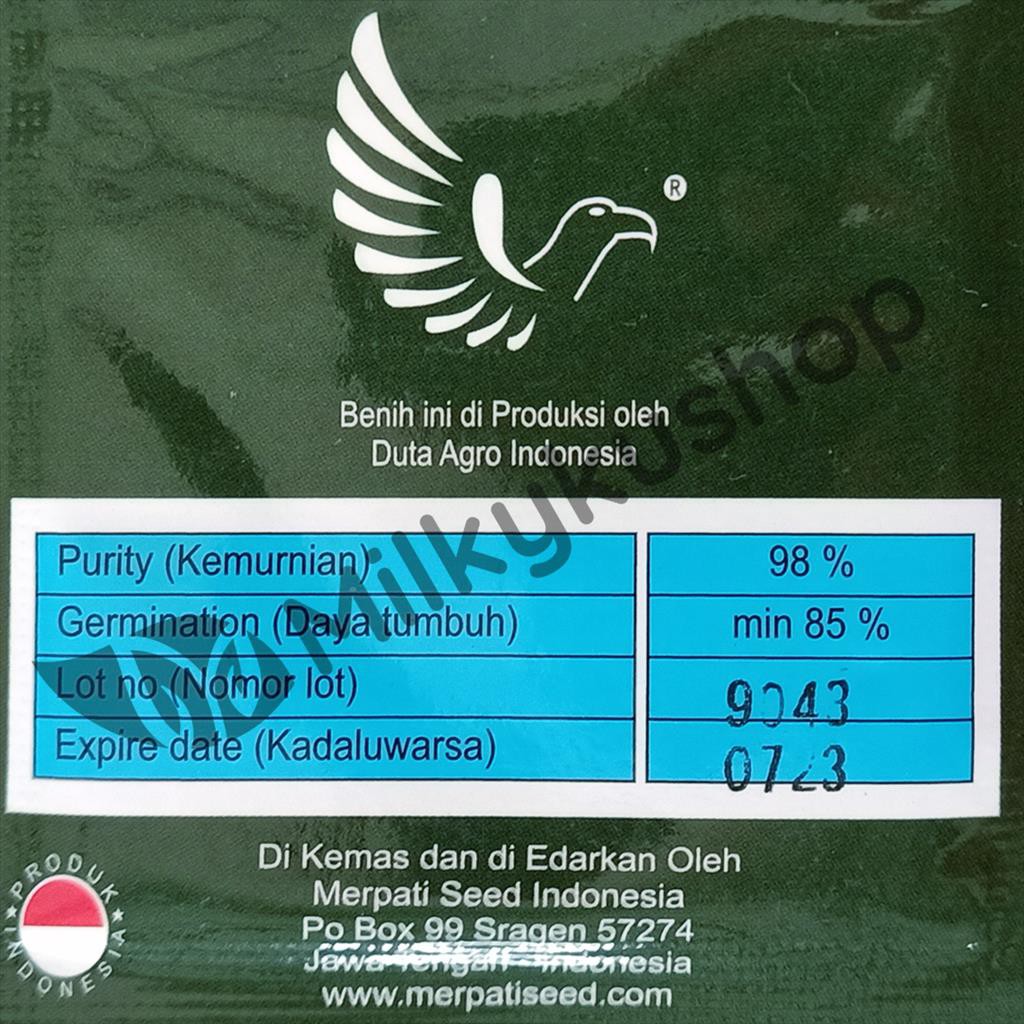 R
Benih ini di Produksi oleh
Duta Agro Indonesia
Milkykushop
Purity (Kemurnian) 98 %
Germination (Daya tumbuh) min 85 %
Lot no (Nomor lot) 9043
Expire date (Kadaluwarsa) 0723
Di Kemas dan di Edarkan Oleh
Merpati Seed Indonesia
Po Box 99 Sragen 57274
Jawa Tengah - Indonesia
www.merpatiseed.com
PRODUK INDONESIA